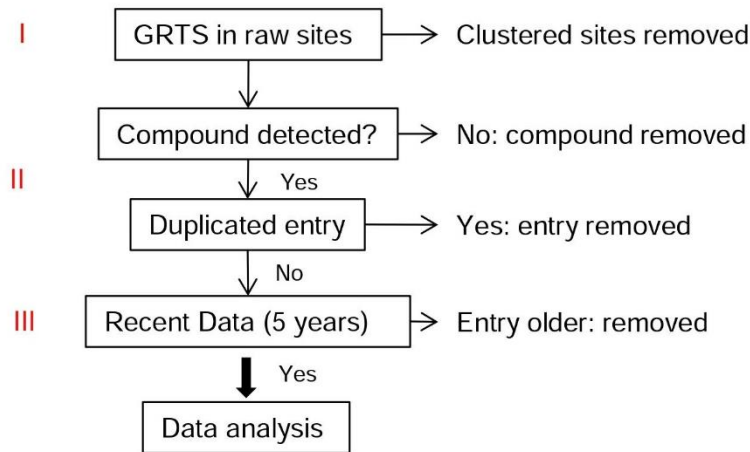 I
GRTS in raw sites
Clustered sites removed
Compound detected?
No: compound removed
II
Yes
Duplicated entry
Yes: entry removed
No
III
Recent Data (5 years)
Entry older: removed
Yes
Data analysis